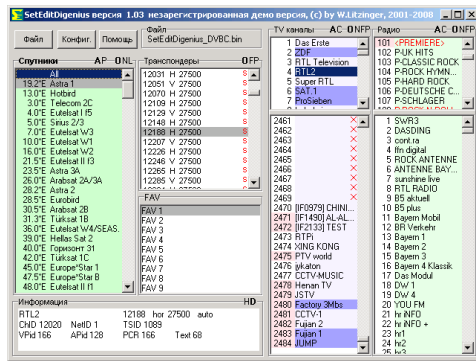 SetEditDigenius версия 1.03 незарегистрированная демо версия, (c) by W.Litzinger, 2001-2008
Файл
Конфиг.
Помощь
Файл
SetEditDigenius_DVBC.bin
Спутники AP ONL
All
19.2°E Astra 1
13.0°E Hotbird
3.0°E Telecom 2C
4.0°E Eutelsat I f5
5.0°E Sirius 2/3
7.0°E Eutelsat W3
10.0°E Eutelsat W1
16.0°E Eutelsat W2
21.5°E Eutelsat II f3
23.5°E Astra 3A
26.0°E Arabsat 2A/3A
28.2°E Astra 2
28.5°E Eurobird
30.5°E Arabsat 2B
31.3°E Türksat 1B
36.0°E Eutelsat W4/SEAS.
39.0°E Hellas Sat 2
40.0°E Горизонт 31
42.0°E Türksat 1C
45.0°E Europe*Star 1
47.5°E Europe*Star B
48.0°E Eutelsat II f1
Транспондеры OFP
12031 H 27500 S
12051 V 27500 S
12070 H 27500 S
12109 H 27500 S
12129 V 27500 S
12148 H 27500 S
12188 H 27500 S
12207 V 27500 S
12226 H 27500 S
12246 V 27500 S
12265 H 27500 S
12285 V 27500 S
FAV
FAV 1
FAV 2
FAV 3
FAV 4
FAV 5
FAV 6
FAV 7
FAV 8
FAV 9
TV каналы AC ONFP
1 Das Erste
2 ZDF
3 RTL Television
4 RTL2
5 Super RTL
6 SAT.1
7 ProSieben
2461 X
2462 X
2463 X
2464 X
2465 X
2466 X
2467 X
2468 X
2469 X
2470 [IF0979] CHINI...
2471 [IF1490] AL-AL...
2472 [IF2133] TEST
2473 RTPi
2474 XING KONG
2475 PTV world
2476 jykaton
2477 CCTV-MUSIC
2478 Henan TV
2479 JSTV
2480 Factory 3Mbs
2481 CCTV-1
2482 Fujian 2
2483 Fujian 1
2484 JUMP
Радио AC ONFP
101 <PREMIERE>
102 P-UK HITS
103 P-CLASSIC ROCK
104 P-ROCK HYMN...
105 P-HARD ROCK
106 P-DEUTSCHE C...
107 P-SCHLAGER
1 SWR3
2 DASDING
3 cont.ra
4 ffn digital
5 ROCK ANTENNE
6 ANTENNE BAY...
7 sunshine live
8 RTL RADIO
9 B5 aktuell
10 B5 plus
11 Bayern Mobil
12 BR Verkehr
13 Bayern 1
14 Bayern 2
15 Bayern 3
16 Bayern 4 Klassik
17 Das Modul
18 DW 1
19 DW 4
20 YOU FM
21 hr iNFO
22 hr iNFO +
23 hr1
24 hr2
25 hr3
Информация HD
RTL2 12188 hor 27500 auto
ChID 12020 NetID 1 TSID 1089
VPid 166 APid 128 PCR 166 Text 68